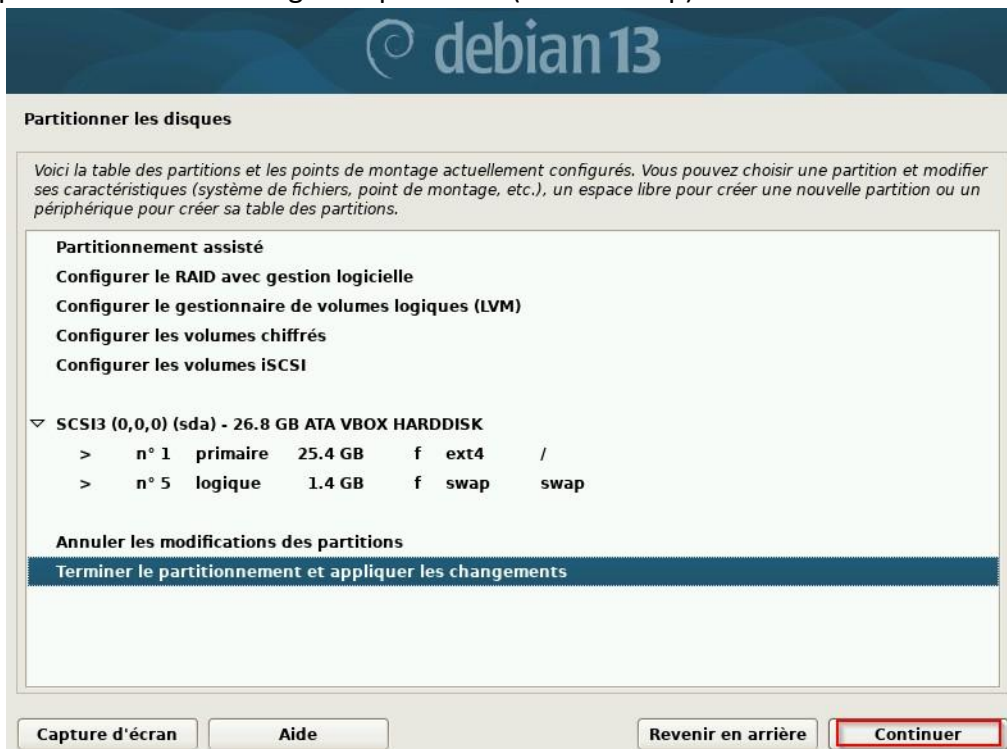 debian 13
Partitionner les disques
Voici la table des partitions et les points de montage actuellement configurés. Vous pouvez choisir une partition et modifier
ses caractéristiques (système de fichiers, point de montage, etc.), un espace libre pour créer une nouvelle partition ou un
périphérique pour créer sa table des partitions.
Partitionnement assisté
Configurer le RAID avec gestion logicielle
Configurer le gestionnaire de volumes logiques (LVM)
Configurer les volumes chiffrés
Configurer les volumes iSCSI
SCSI3 (0,0,0) (sda) - 26.8 GB ATA VBOX HARDDISK
> n° 1 primaire 25.4 GB f ext4 /
> n° 5 logique 1.4 GB f swap swap
Annuler les modifications des partitions
Terminer le partitionnement et appliquer les changements
Capture d'écran Aide Revenir en arrière Continuer